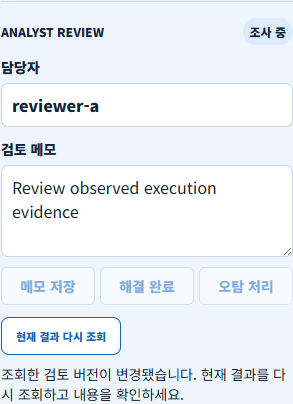 ANALYST REVIEW 조사 중
담당자
reviewer-a
검토 메모
Review observed execution
evidence
메모 저장 해결 완료 오탐 처리
현재 결과 다시 조회
조회한 검토 버전이 변경됐습니다. 현재 결과를 다
시 조회하고 내용을 확인하세요.